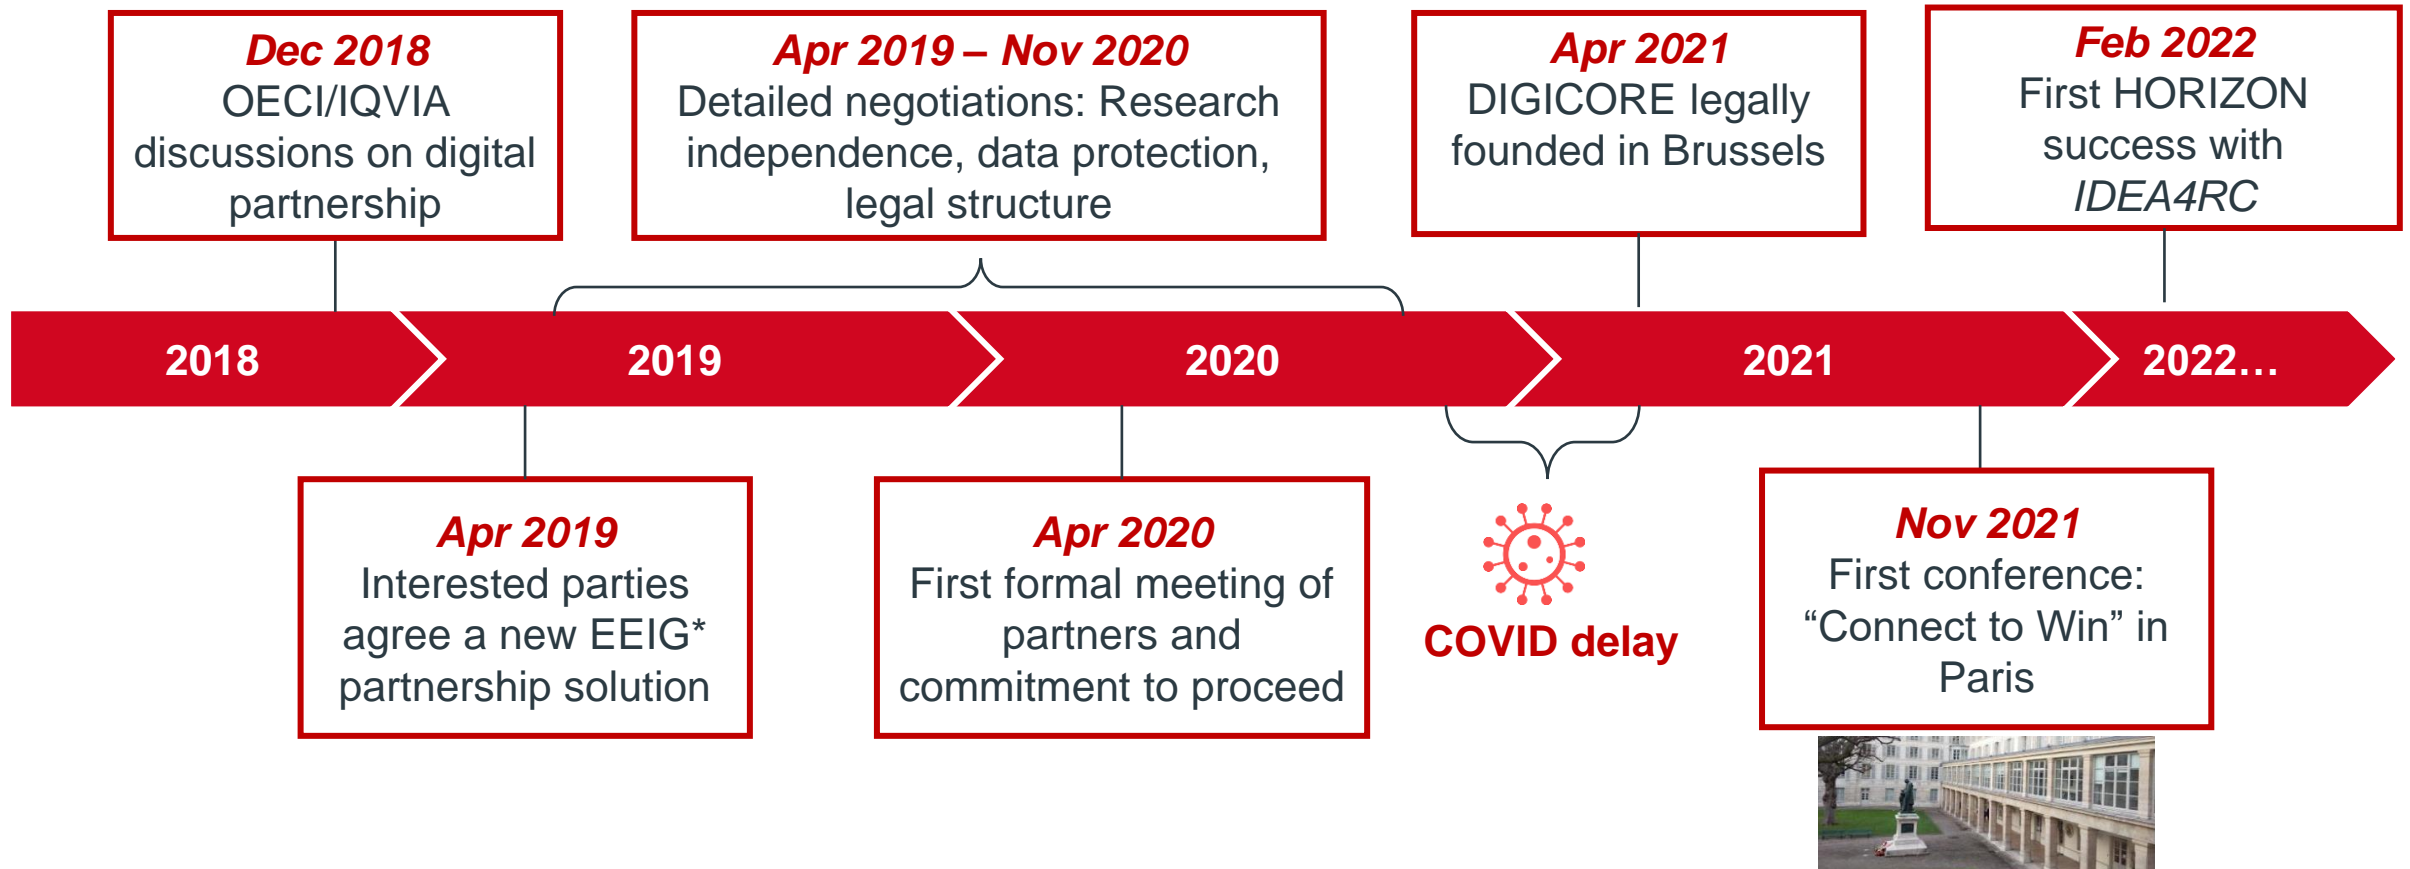 Dec 2018
OECI/IQVIA
discussions on digital
partnership
Apr 2019 – Nov 2020
Detailed negotiations: Research
independence, data protection,
legal structure
Apr 2021
DIGICORE legally
founded in Brussels
Feb 2022
First HORIZON
success with
IDEA4RC
2018
2019
2020
2021
2022…
Apr 2019
Interested parties
agree a new EEIG*
partnership solution
Apr 2020
First formal meeting of
partners and
commitment to proceed
COVID delay
Nov 2021
First conference:
“Connect to Win” in
Paris